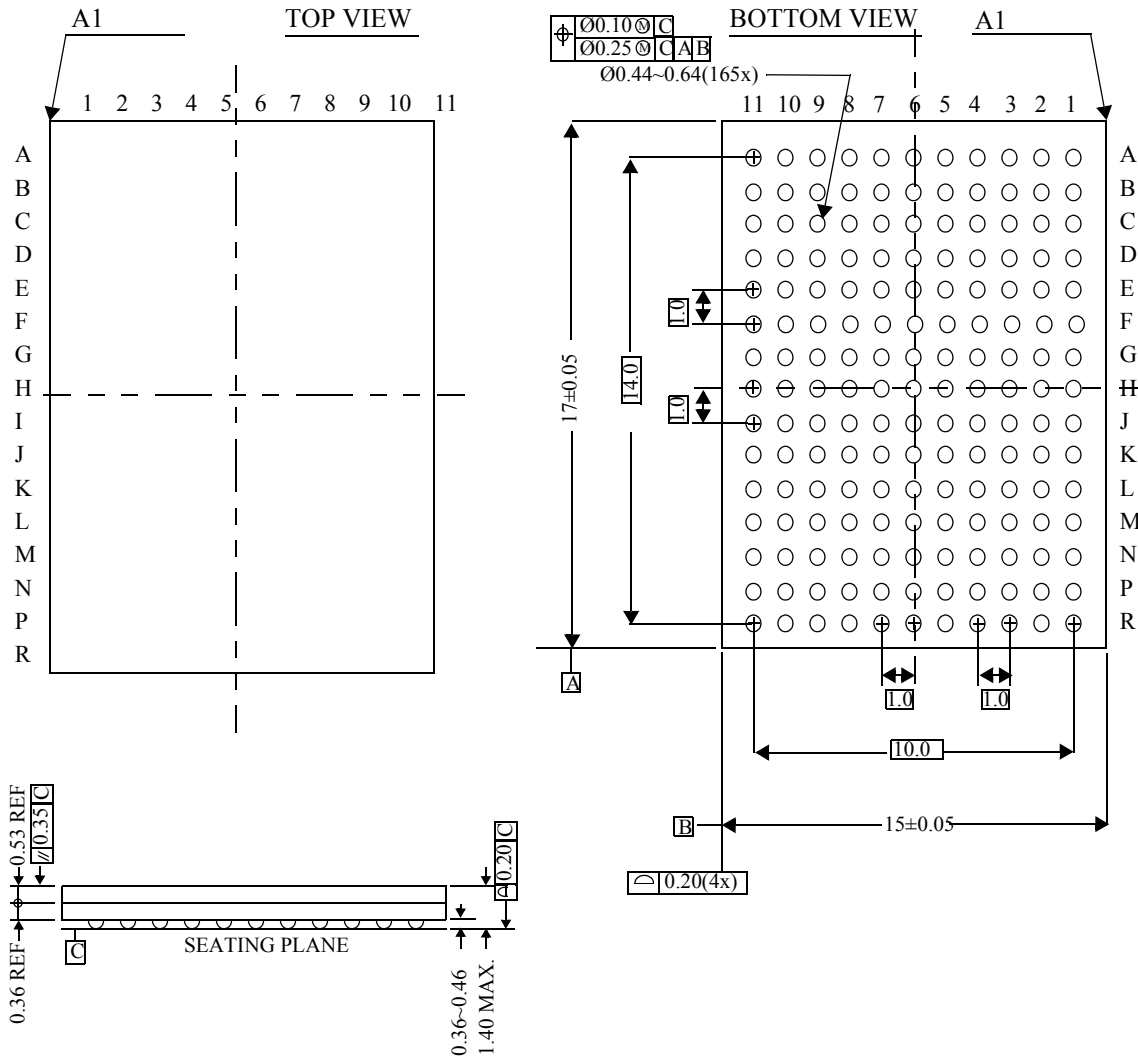 A1
TOP VIEW
1 2 3 4 5 6 7 8 9 10 11
A
B
C
D
E
F
G
H
I
J
K
L
M
N
P
R
Ø0.10 Ⓜ C
Ø0.25 Ⓜ C A B
BOTTOM VIEW
A1
Ø0.44~0.64(165x)
11 10 9 8 7 6 5 4 3 2 1
A
B
C
D
E
F
G
H
J
K
L
M
N
P
R
1.0
1.0
14.0
17±0.05
A
1.0
1.0
10.0
B
15±0.05
⌓ 0.20(4x)
0.53 REF
// 0.35 C
0.36 REF
C
SEATING PLANE
0.36~0.46
1.40 MAX.
⌓ 0.20 C